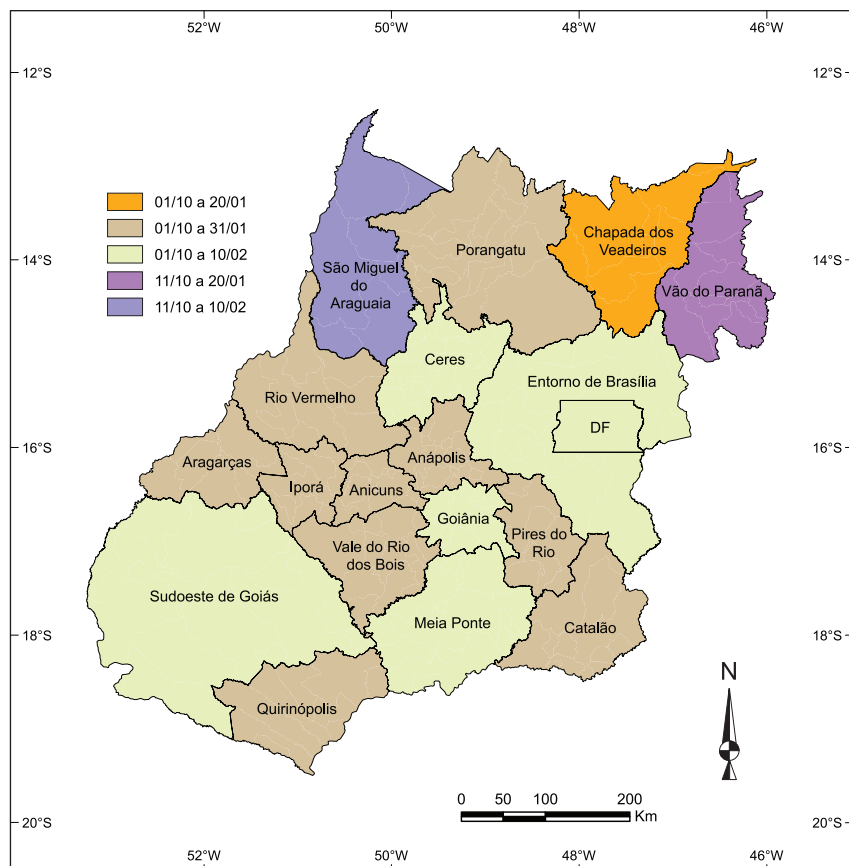 52°W 50°W 48°W 46°W
12°S 12°S
01/10 a 20/01
01/10 a 31/01
01/10 a 10/02
11/10 a 20/01
11/10 a 10/02
Chapada dos
Veadeiros
Porangatu
14°S 14°S
São Miguel
do
Araguaia
Vão do Paranã
Ceres
Entorno de Brasília
Rio Vermelho
DF
16°S 16°S
Aragarças
Anápolis
Iporá
Anicuns
Goiânia
Pires do
Rio
Vale do Rio
dos Bois
Sudoeste de Goiás
Meia Ponte
Catalão
18°S 18°S
Quirinópolis
N
0 50 100 200
Km
20°S 20°S
52°W 50°W 48°W 46°W